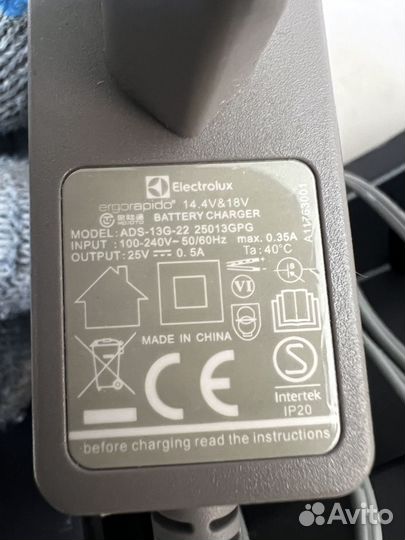 Electrolux
ergorapido® 14.4V&18V
BATTERY CHARGER
MODEL: ADS-13G-22 25013GPG
INPUT : 100-240V~50/60Hz max. 0.35A
OUTPUT: 25V⎓0.5A Ta:40°C
VI
MADE IN CHINA
CE
S
Intertek
IP20
before charging read the instructions
A11763001
Avito